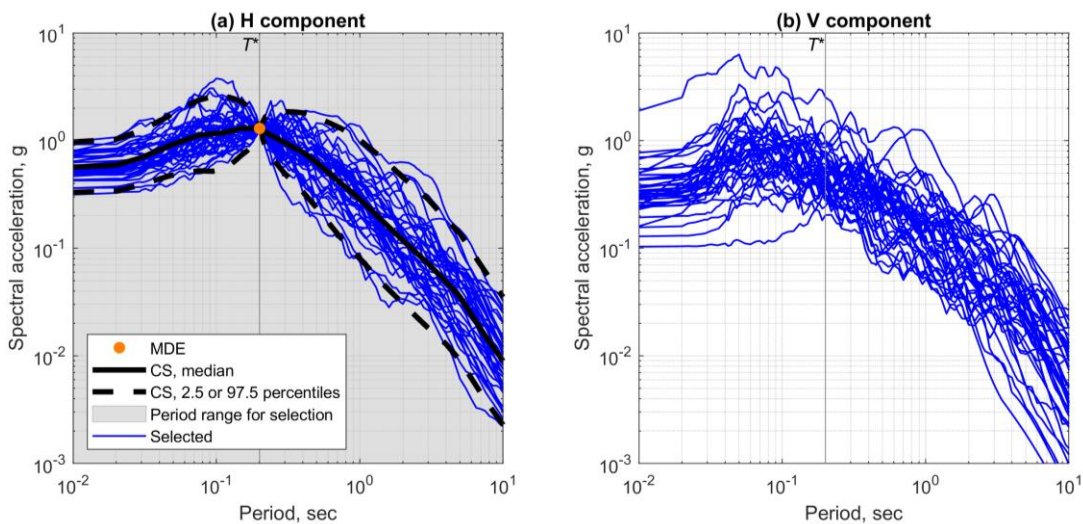 (a) H component
(b) V component
T*
T*
10^1
10^0
10^-1
10^-2
10^-3
Spectral acceleration, g
MDE
CS, median
CS, 2.5 or 97.5 percentiles
Period range for selection
Selected
10^-2
10^-1
10^0
10^1
Period, sec
10^1
10^0
10^-1
10^-2
10^-3
Spectral acceleration, g
10^-2
10^-1
10^0
10^1
Period, sec